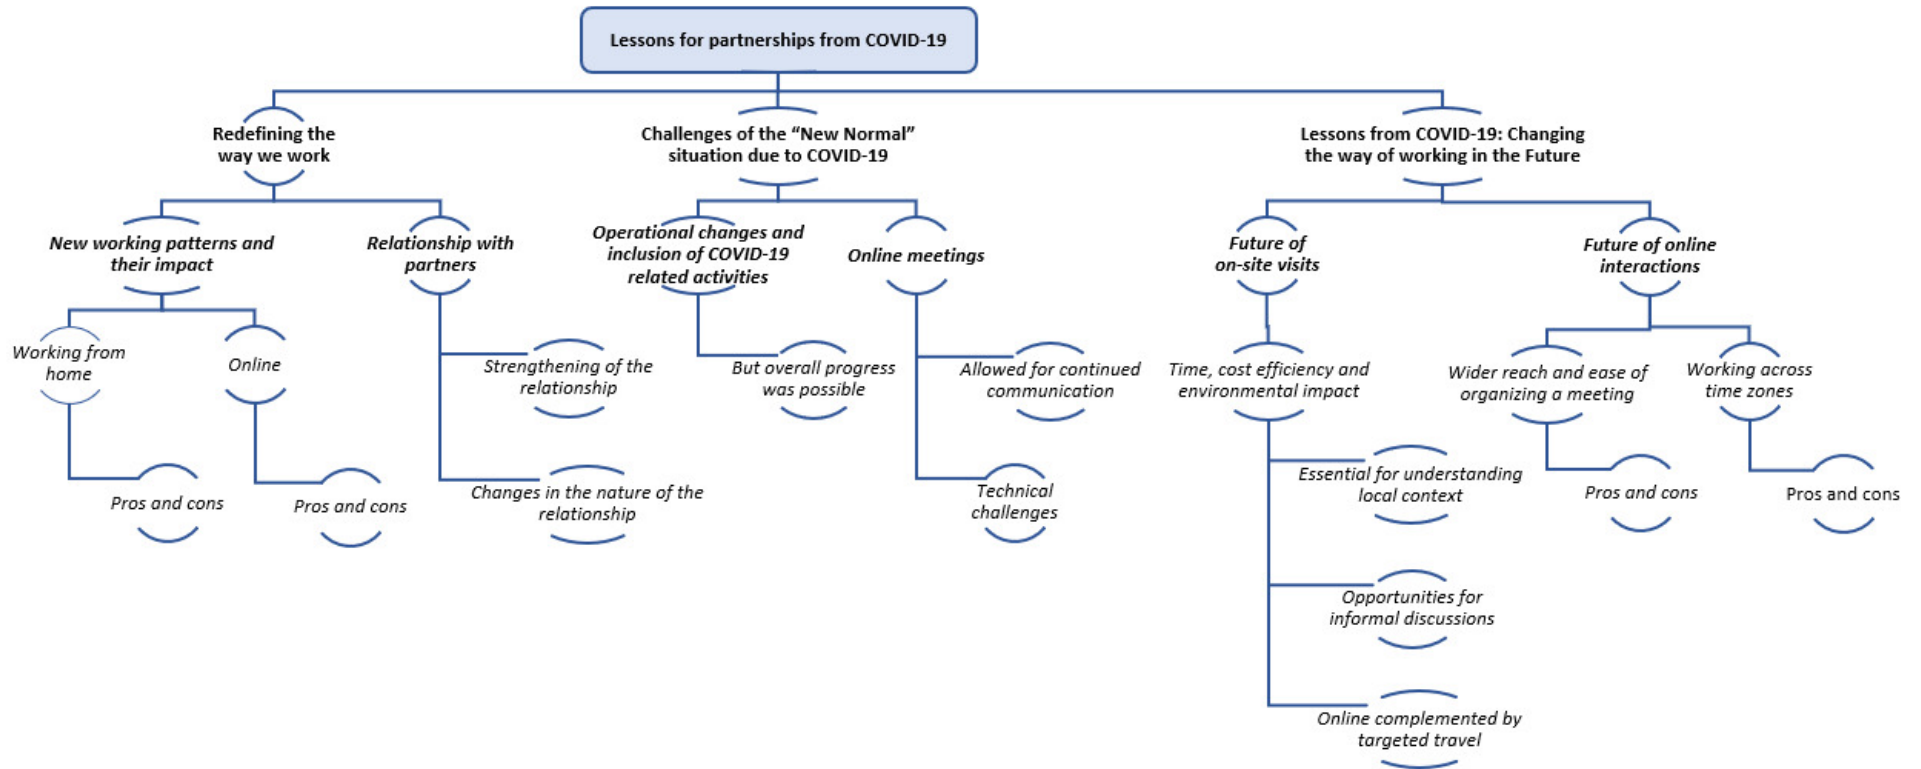 Lessons for partnerships from COVID-19
Redefining the
way we work
Challenges of the “New Normal”
situation due to COVID-19
Lessons from COVID-19: Changing
the way of working in the Future
New working patterns and
their impact
Relationship with
partners
Operational changes and
inclusion of COVID-19
related activities
Online meetings
Future of
on-site visits
Future of online
interactions
Working from
home
Online
Strengthening of the
relationship
But overall progress
was possible
Allowed for continued
communication
Time, cost efficiency and
environmental impact
Wider reach and ease of
organizing a meeting
Working across
time zones
Pros and cons
Pros and cons
Changes in the nature of the
relationship
Technical
challenges
Essential for understanding
local context
Pros and cons
Pros and cons
Opportunities for
informal discussions
Online complemented by
targeted travel